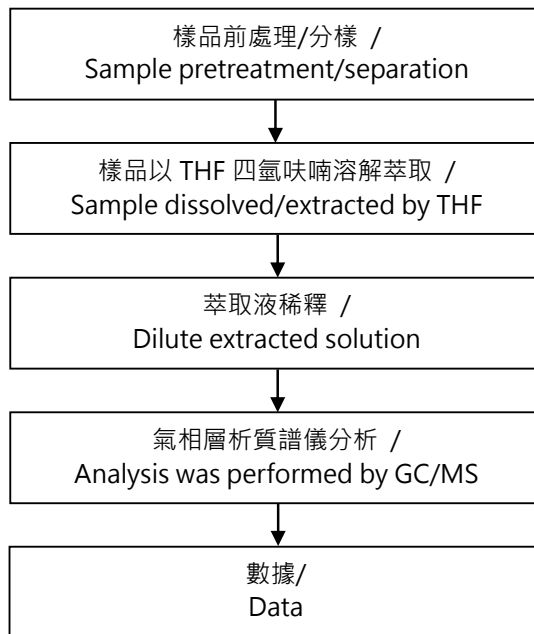 樣品前處理/分樣 /
Sample pretreatment/separation
樣品以 THF 四氫呋喃溶解萃取 /
Sample dissolved/extracted by THF
萃取液稀釋 /
Dilute extracted solution
氣相層析質譜儀分析 /
Analysis was performed by GC/MS
數據/
Data